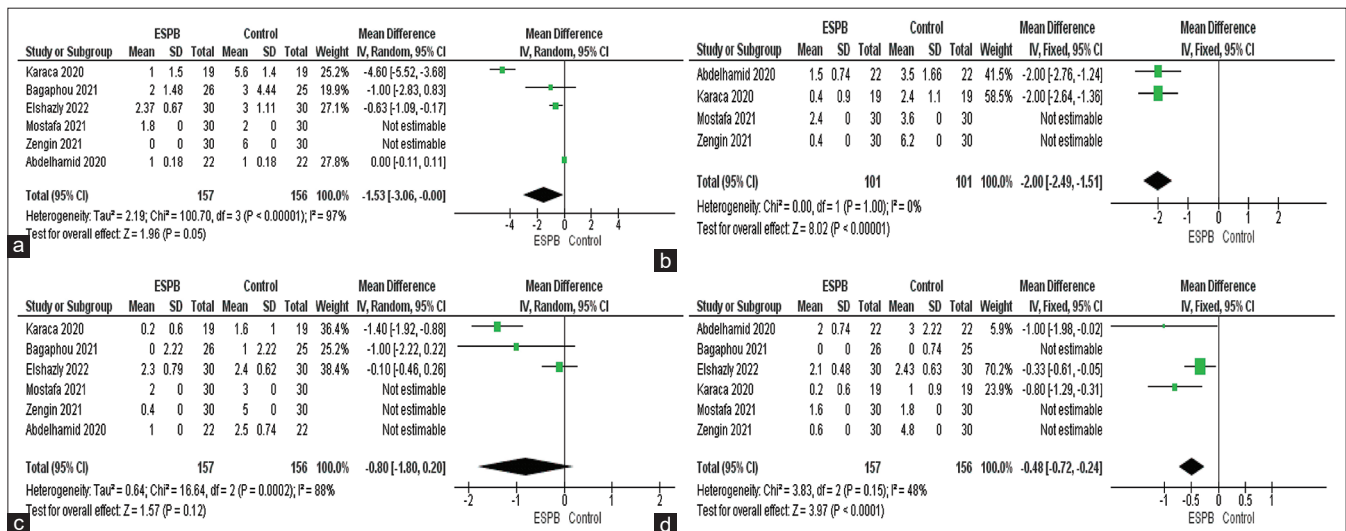 ESPB Control Mean Difference Mean Difference
Study or Subgroup Mean SD Total Mean SD Total Weight IV, Random, 95% CI IV, Random, 95% CI
Karaca 2020 1 1.5 19 5.6 1.4 19 25.2% -4.60 [-5.52, -3.68]
Bagaphou 2021 2 1.48 26 3 4.44 25 19.9% -1.00 [-2.83, 0.83]
Elshazly 2022 2.37 0.67 30 3 1.11 30 27.1% -0.63 [-1.09, -0.17]
Mostafa 2021 1.8 0 30 2 0 30 Not estimable
Zengin 2021 0 0 30 6 0 30 Not estimable
Abdelhamid 2020 1 0.18 22 1 0.18 22 27.8% 0.00 [-0.11, 0.11]
Total (95% CI) 157 156 100.0% -1.53 [-3.06, -0.00]
Heterogeneity: Tau² = 2.19; Chi² = 100.70, df = 3 (P < 0.00001); I² = 97%
Test for overall effect: Z = 1.96 (P = 0.05)
-4 -2 0 2 4
ESPB Control
a
ESPB Control Mean Difference Mean Difference
Study or Subgroup Mean SD Total Mean SD Total Weight IV, Fixed, 95% CI IV, Fixed, 95% CI
Abdelhamid 2020 1.5 0.74 22 3.5 1.66 22 41.5% -2.00 [-2.76, -1.24]
Karaca 2020 0.4 0.9 19 2.4 1.1 19 58.5% -2.00 [-2.64, -1.36]
Mostafa 2021 2.4 0 30 3.6 0 30 Not estimable
Zengin 2021 0.4 0 30 6.2 0 30 Not estimable
Total (95% CI) 101 101 100.0% -2.00 [-2.49, -1.51]
Heterogeneity: Chi² = 0.00, df = 1 (P = 1.00); I² = 0%
Test for overall effect: Z = 8.02 (P < 0.00001)
-2 -1 0 1 2
ESPB Control
b
ESPB Control Mean Difference Mean Difference
Study or Subgroup Mean SD Total Mean SD Total Weight IV, Random, 95% CI IV, Random, 95% CI
Karaca 2020 0.2 0.6 19 1.6 1 19 36.4% -1.40 [-1.92, -0.88]
Bagaphou 2021 0 2.22 26 1 2.22 25 25.2% -1.00 [-2.22, 0.22]
Elshazly 2022 2.3 0.79 30 2.4 0.62 30 38.4% -0.10 [-0.46, 0.26]
Mostafa 2021 2 0 30 3 0 30 Not estimable
Zengin 2021 0.4 0 30 5 0 30 Not estimable
Abdelhamid 2020 1 0 22 2.5 0.74 22 Not estimable
Total (95% CI) 157 156 100.0% -0.80 [-1.80, 0.20]
Heterogeneity: Tau² = 0.64; Chi² = 16.64, df = 2 (P = 0.0002); I² = 88%
Test for overall effect: Z = 1.57 (P = 0.12)
-2 -1 0 1 2
ESPB Control
c
ESPB Control Mean Difference Mean Difference
Study or Subgroup Mean SD Total Mean SD Total Weight IV, Fixed, 95% CI IV, Fixed, 95% CI
Abdelhamid 2020 2 0.74 22 3 2.22 22 5.9% -1.00 [-1.98, -0.02]
Bagaphou 2021 0 0 26 0 0.74 25 Not estimable
Elshazly 2022 2.1 0.48 30 2.43 0.63 30 70.2% -0.33 [-0.61, -0.05]
Karaca 2020 0.2 0.6 19 1 0.9 19 23.9% -0.80 [-1.29, -0.31]
Mostafa 2021 1.6 0 30 1.8 0 30 Not estimable
Zengin 2021 0.6 0 30 4.8 0 30 Not estimable
Total (95% CI) 157 156 100.0% -0.48 [-0.72, -0.24]
Heterogeneity: Chi² = 3.83, df = 2 (P = 0.15); I² = 48%
Test for overall effect: Z = 3.97 (P < 0.0001)
-1 -0.5 0 0.5 1
ESPB Control
d